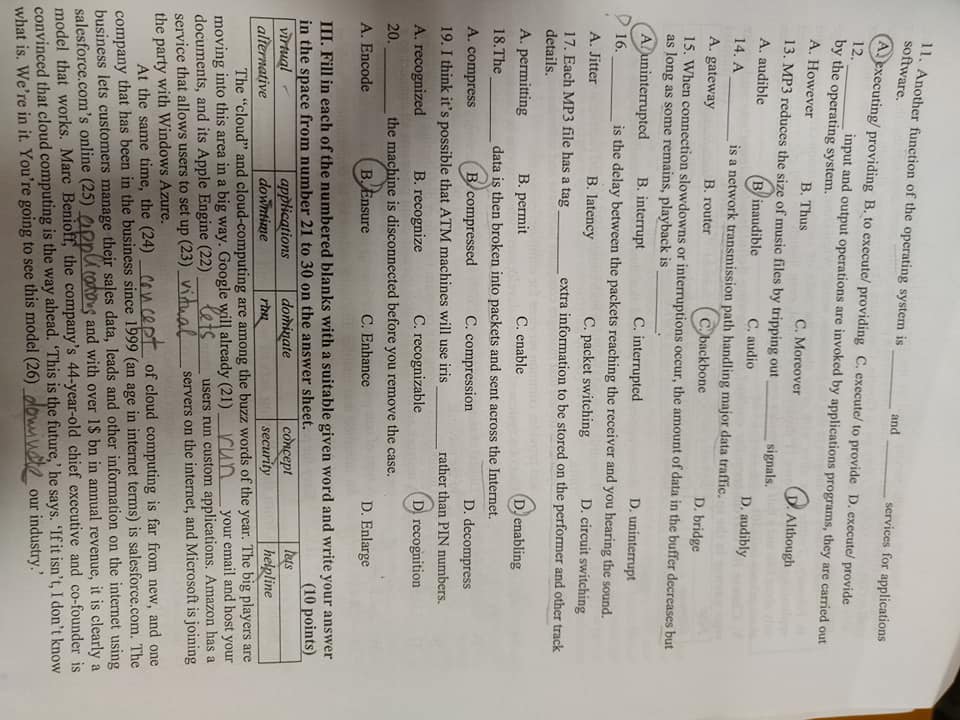 11. Another function of the operating system is ________ and ________ services for applications
software.
A. executing/ providing B. to execute/ providing C. execute/ to provide D. execute/ provide
12. ________ input and output operations are invoked by applications programs, they are carried out
by the operating system.
A. However B. Thus C. Moreover D. Although
13. MP3 reduces the size of music files by tripping out ________ signals.
A. audible B. inaudible C. audio D. audibly
14. A ________ is a network transmission path handling major data traffic.
A. gateway B. router C. backbone D. bridge
15. When connection slowdowns or interruptions occur, the amount of data in the buffer decreases but
as long as some remains, playback is ________.
A. uninterrupted B. interrupt C. interrupted D. uninterrupt
16. ________ is the delay between the packets reaching the receiver and you hearing the sound.
A. Jitter B. latency C. packet switching D. circuit switching
17. Each MP3 file has a tag ________ extra information to be stored on the performer and other track
details.
A. permitting B. permit C. enable D. enabling
18.The ________ data is then broken into packets and sent across the Internet.
A. compress B. compressed C. compression D. decompress
19. I think it's possible that ATM machines will use iris ________ rather than PIN numbers.
A. recognized B. recognize C. recognizable D. recognition
20. ________ the machine is disconnected before you remove the case.
A. Encode B. Ensure C. Enhance D. Enlarge
III. Fill in each of the numbered blanks with a suitable given word and write your answer
in the space from number 21 to 30 on the answer sheet. (10 points)
virtual applications dominate concept lets
alternative downtime run security helpline
The “cloud” and cloud-computing are among the buzz words of the year. The big players are
moving into this area in a big way. Google will already (21) run your email and host your
documents, and its Apple Engine (22) lets users run custom applications. Amazon has a
service that allows users to set up (23) virtual servers on the internet, and Microsoft is joining
the party with Windows Azure.
At the same time, the (24) concept of cloud computing is far from new, and one
company that has been in the business since 1999 (an age in internet terms) is salesforce.com. The
business lets customers manage their sales data, leads and other information on the internet using
salesforce.com's online (25) applications and with over 1$ bn in annual revenue, it is clearly a
model that works. Marc Benioff, the company's 44-year-old chief executive and co-founder is
convinced that cloud computing is the way ahead. ‘This is the future,’ he says. ‘If it isn't, I don't know
what is. We're in it. You're going to see this model (26) dominate our industry.’